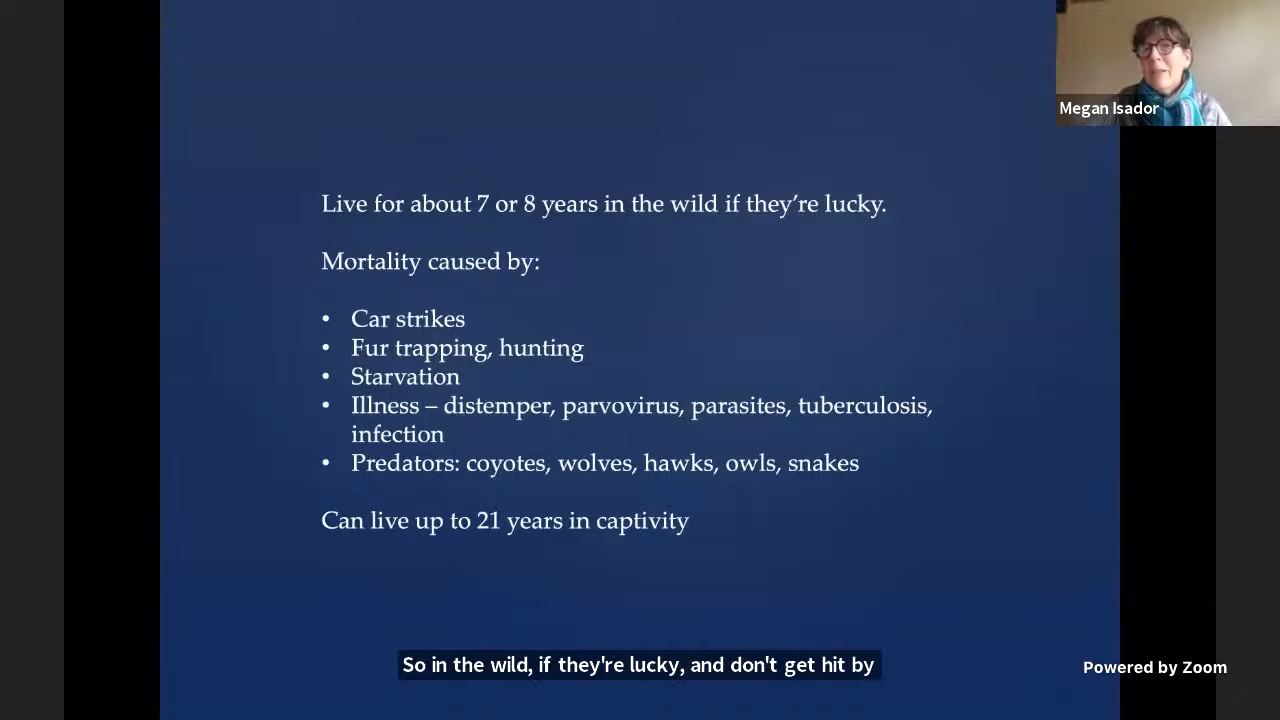 Megan Isador
Live for about 7 or 8 years in the wild if they’re lucky.
Mortality caused by:
• Car strikes
• Fur trapping, hunting
• Starvation
• Illness – distemper, parvovirus, parasites, tuberculosis,
infection
• Predators: coyotes, wolves, hawks, owls, snakes
Can live up to 21 years in captivity
So in the wild, if they're lucky, and don't get hit by
Powered by Zoom